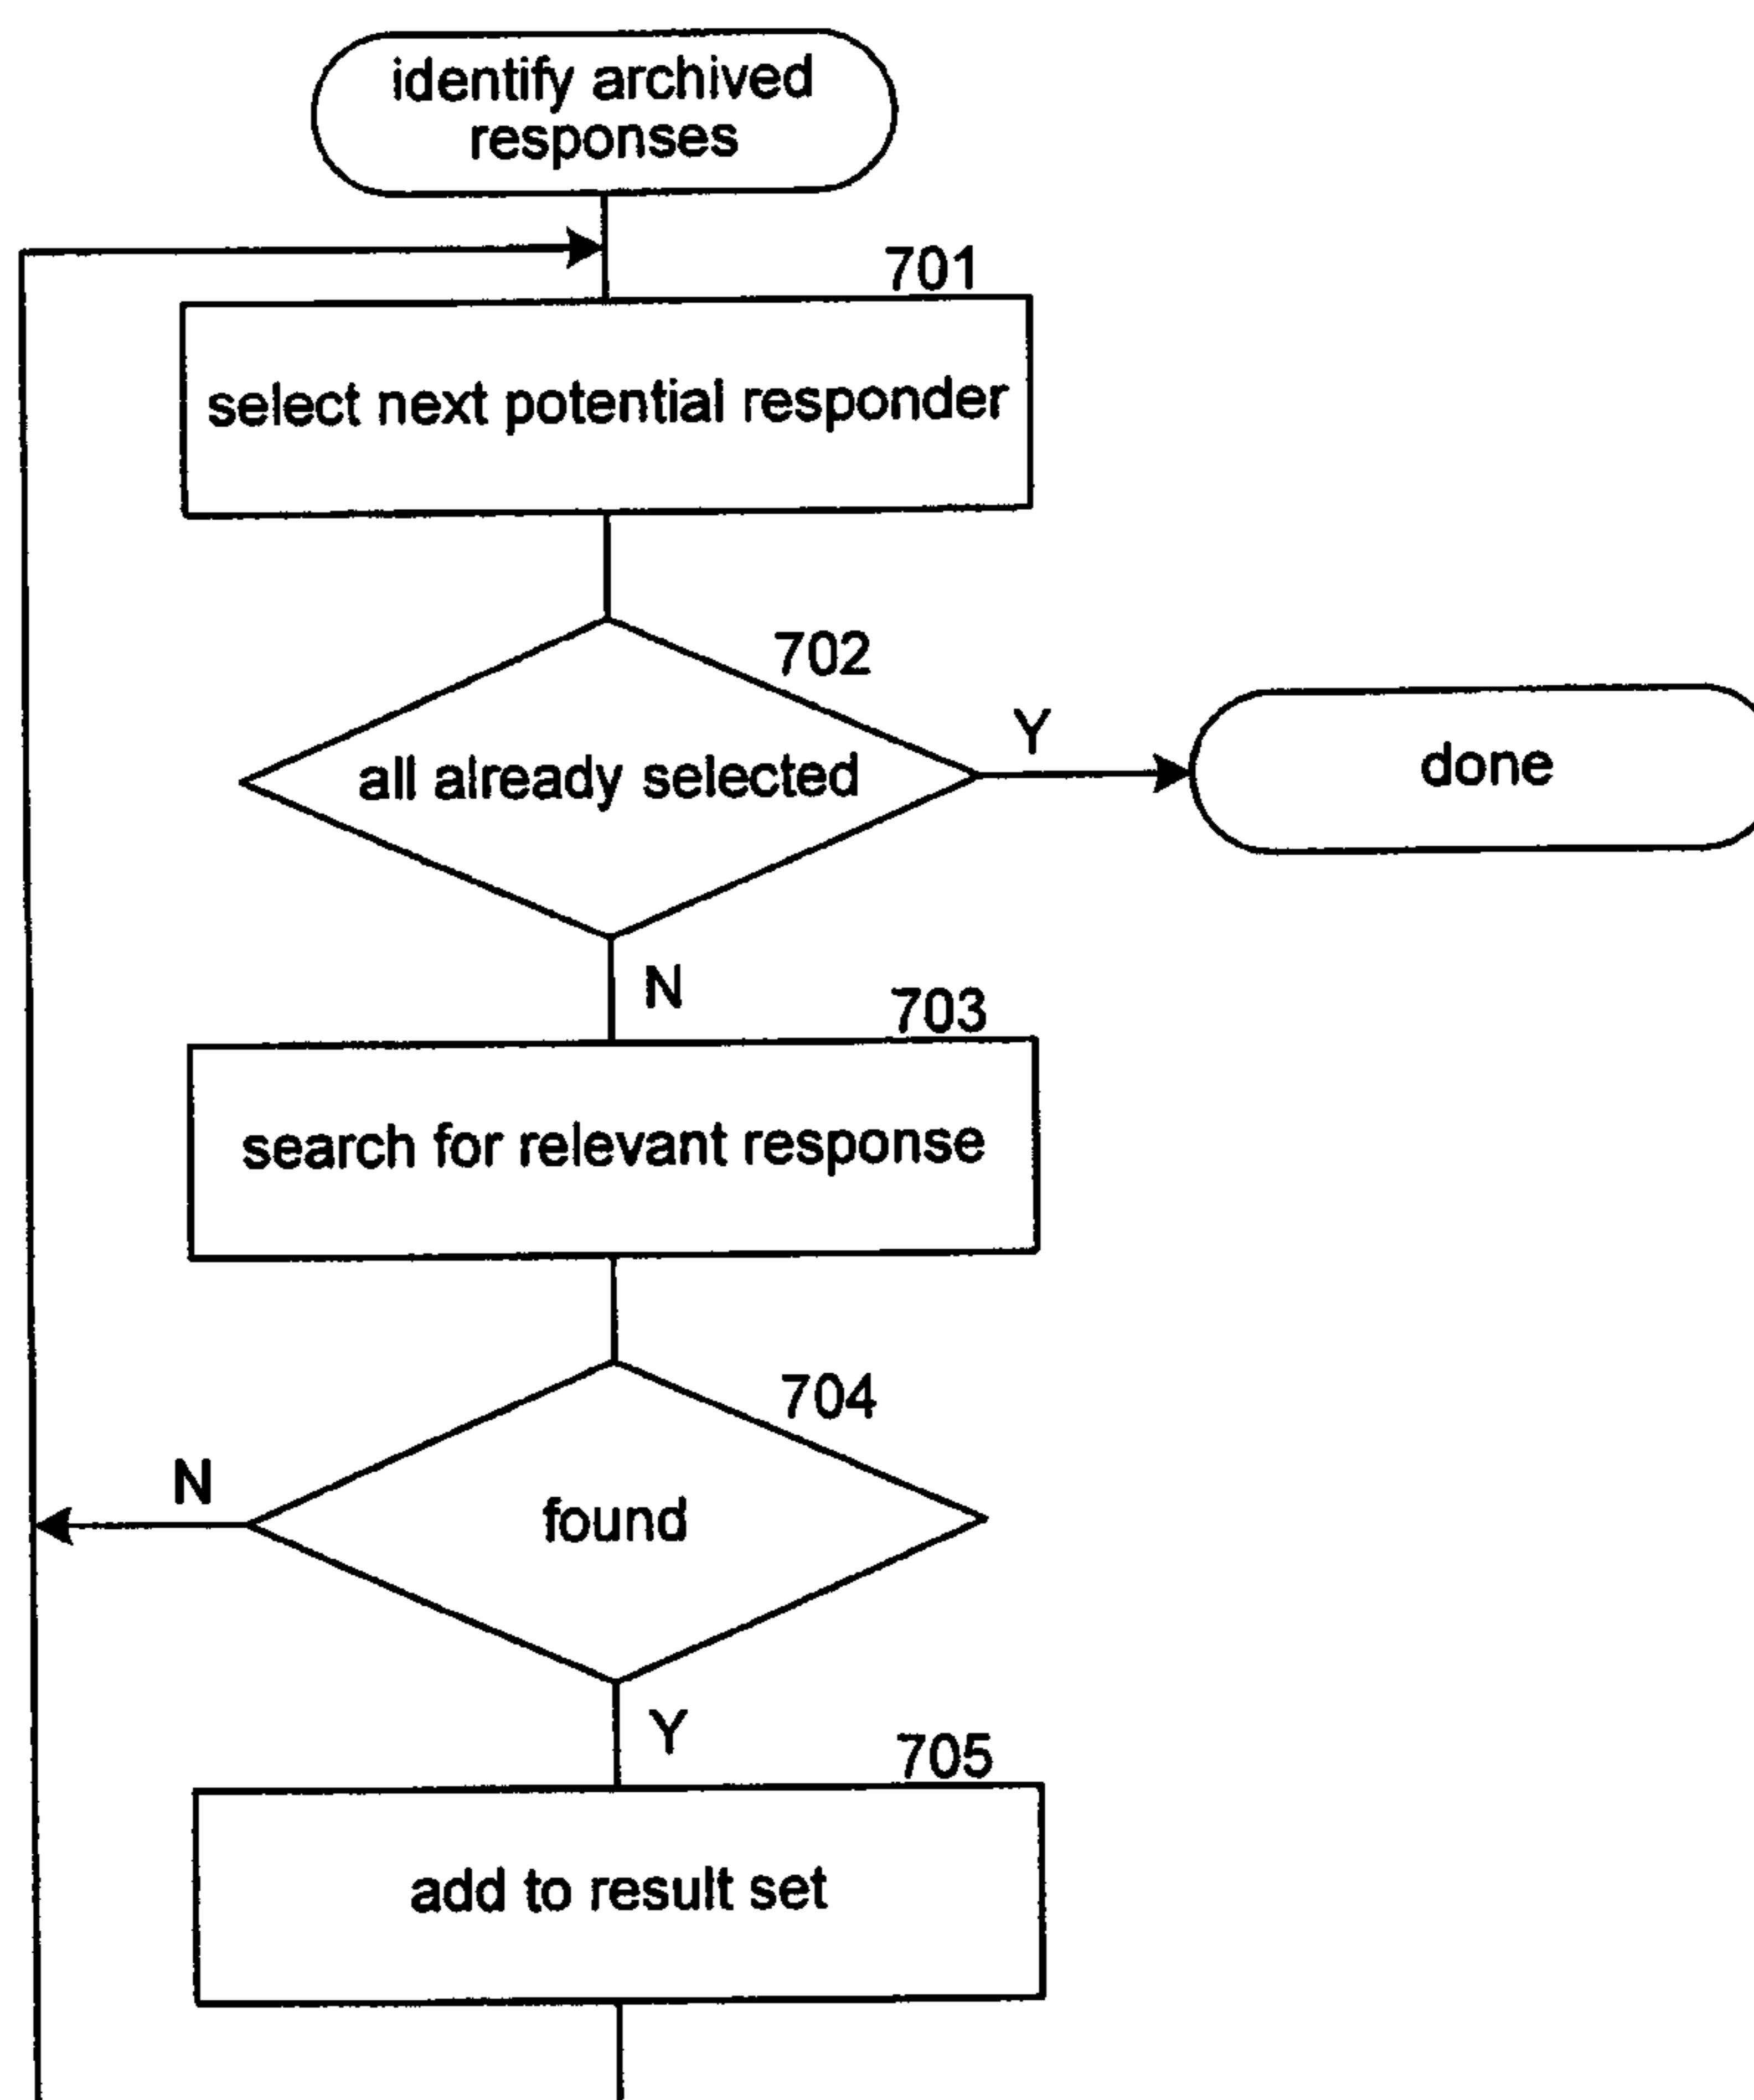 identify archived
responses
701
select next potential responder
702
all already selected
Y
done
N
703
search for relevant response
704
N
found
Y
705
add to result set